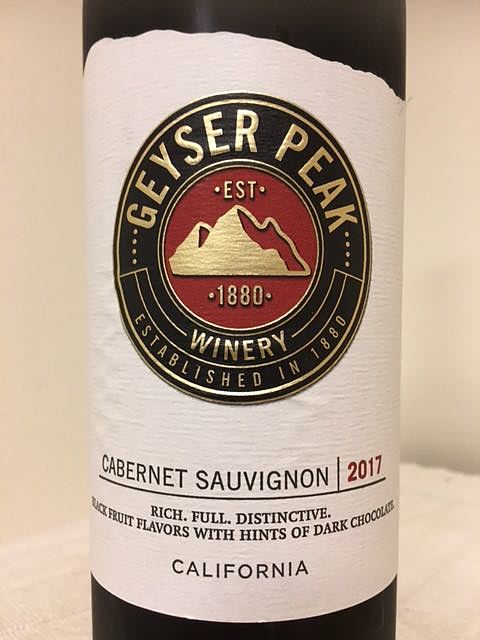 GEYSER PEAK
·EST·
·1880·
WINERY
ESTABLISHED IN 1880
CABERNET SAUVIGNON | 2017
RICH. FULL. DISTINCTIVE.
BLACK FRUIT FLAVORS WITH HINTS OF DARK CHOCOLATE.
CALIFORNIA